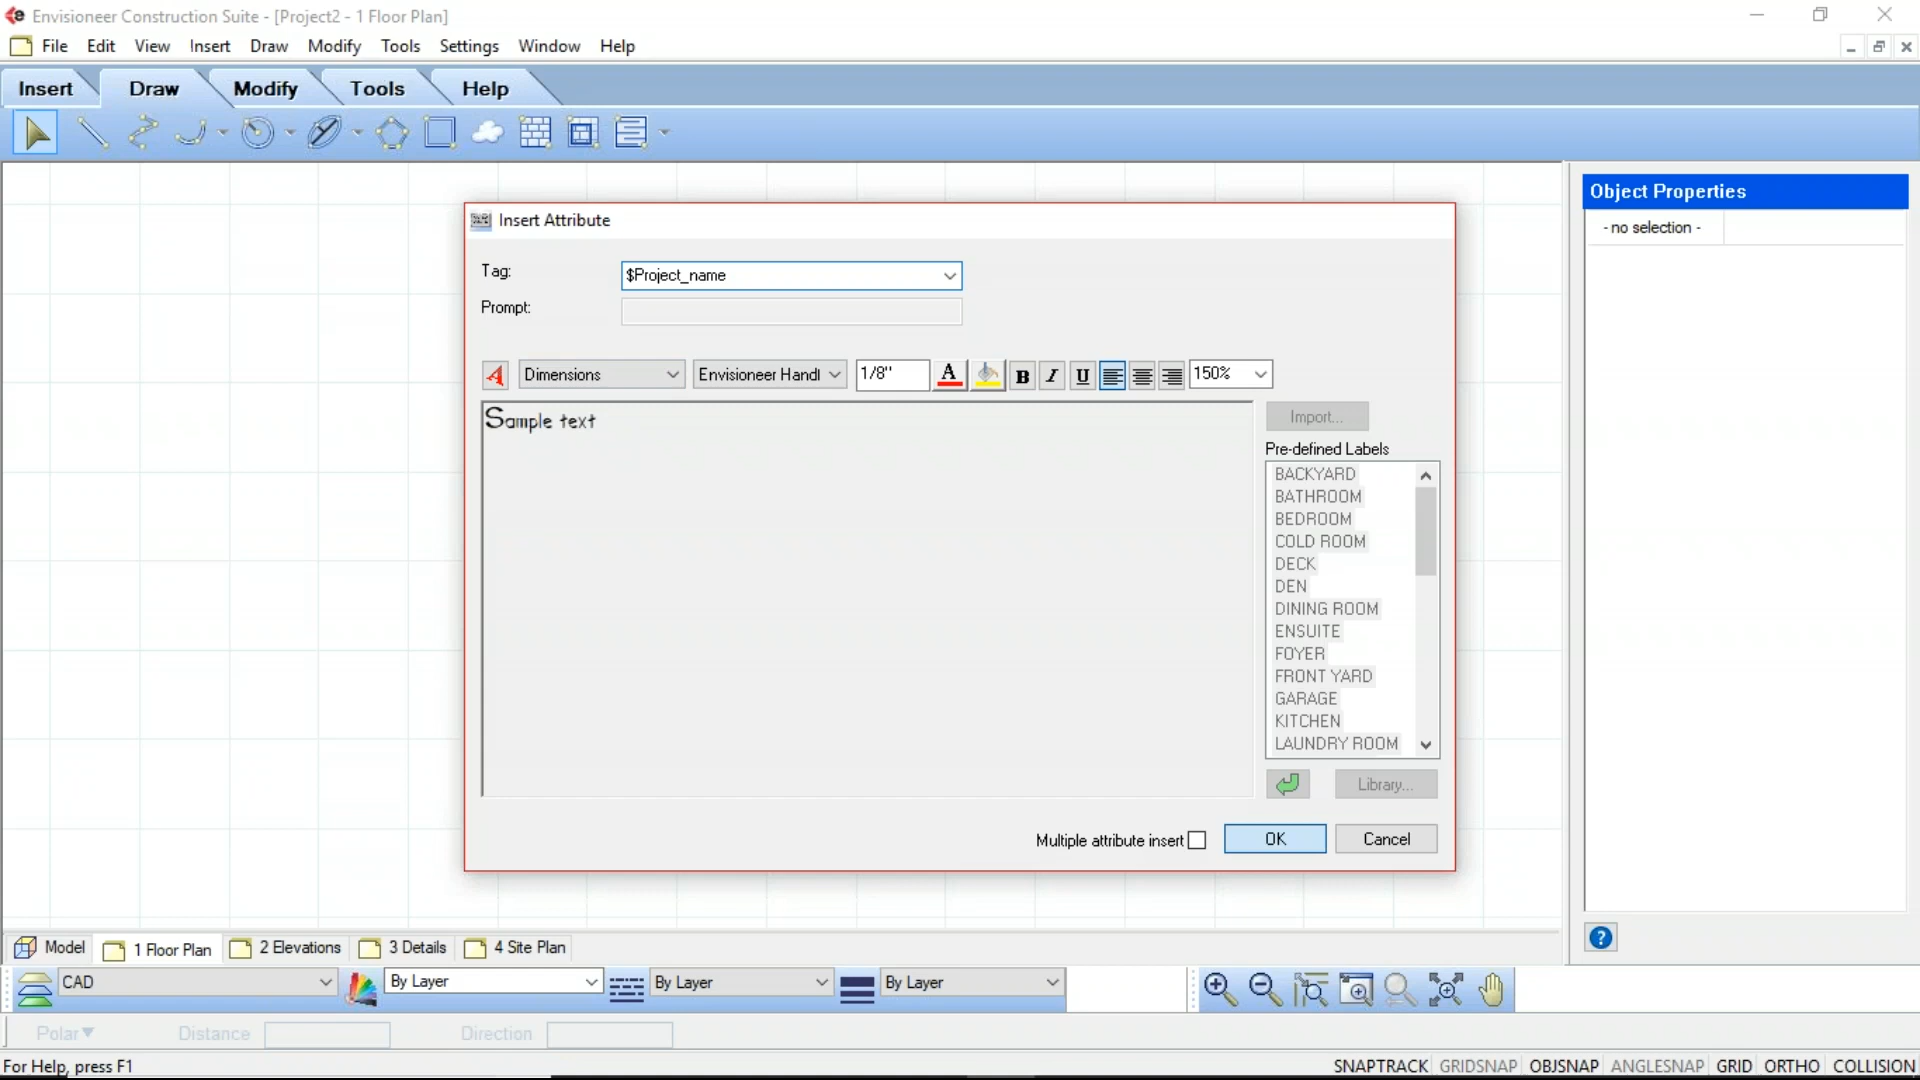 Envisioneer Construction Suite - [Project2 - 1 Floor Plan]
File Edit View Insert Draw Modify Tools Settings Window Help
Insert Draw Modify Tools Help
Object Properties
- no selection -
Insert Attribute
Tag: $Project_name
Prompt:
Dimensions Envisioneer Handl 1/8" A B I U 150%
Sample text
Import...
Pre-defined Labels
BACKYARD
BATHROOM
BEDROOM
COLD ROOM
DECK
DEN
DINING ROOM
ENSUITE
FOYER
FRONT YARD
GARAGE
KITCHEN
LAUNDRY ROOM
Library...
Multiple attribute insert OK Cancel
Model 1 Floor Plan 2 Elevations 3 Details 4 Site Plan
CAD By Layer By Layer By Layer
Polar Distance Direction
For Help, press F1 SNAPTRACK GRIDSNAP OBJSNAP ANGLESNAP GRID ORTHO COLLISION